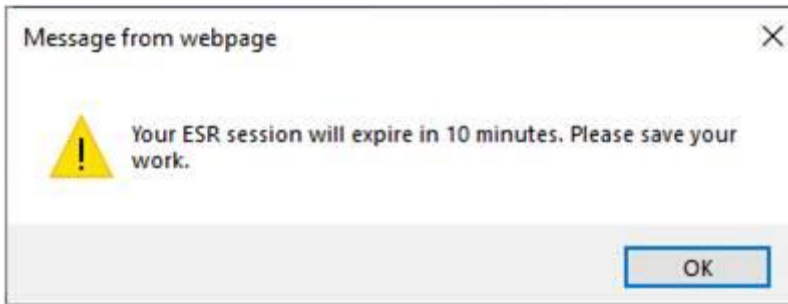 Message from webpage
Your ESR session will expire in 10 minutes. Please save your
work.
OK